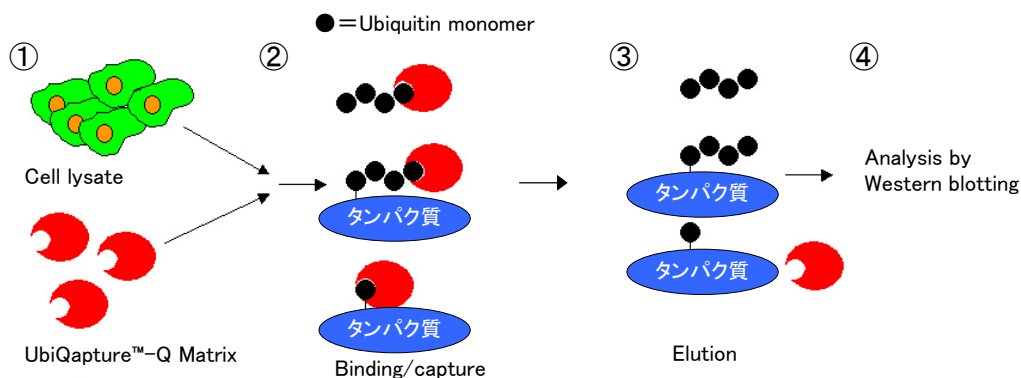 ●=Ubiquitin monomer
①
②
③
④
Cell lysate
UbiQapture™-Q Matrix
タンパク質
タンパク質
Binding/capture
タンパク質
タンパク質
Elution
Analysis by
Western blotting